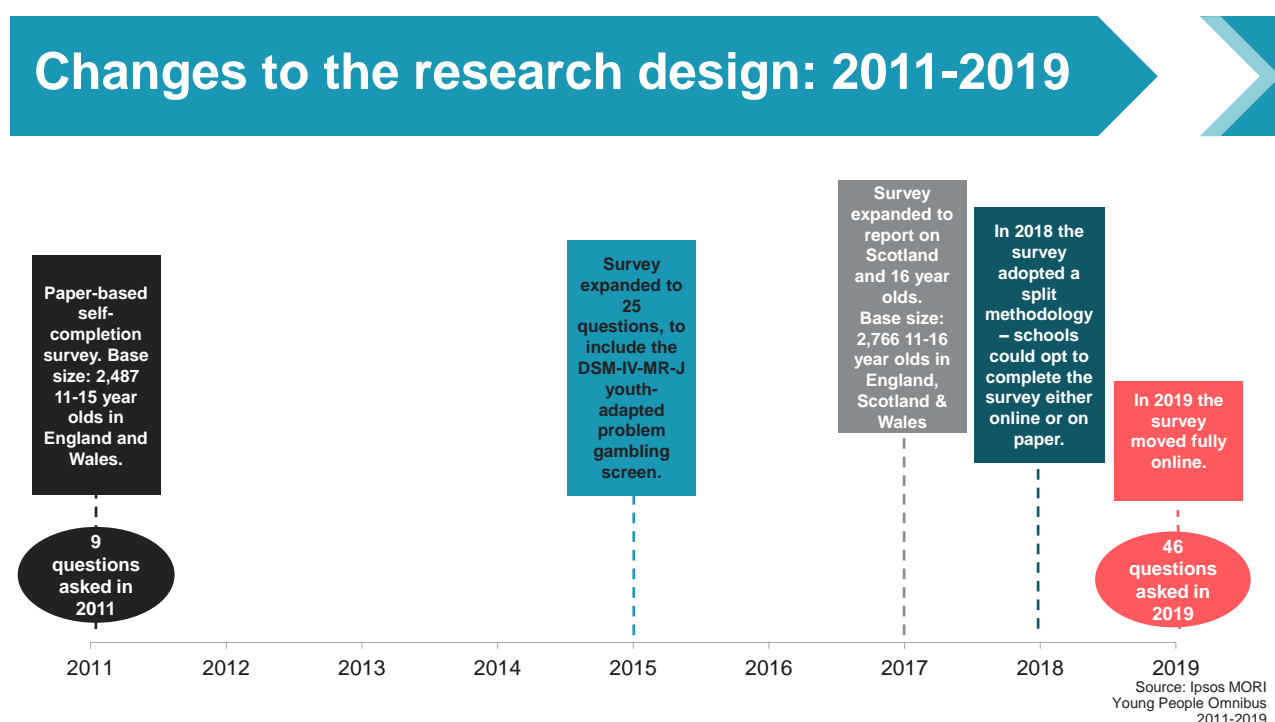 Changes to the research design: 2011-2019
Paper-based
self-
completion
survey. Base
size: 2,487
11-15 year
olds in
England and
Wales.
9
questions
asked in
2011
Survey
expanded to
25
questions, to
include the
DSM-IV-MR-J
youth-
adapted
problem
gambling
screen.
Survey
expanded to
report on
Scotland
and 16 year
olds.
Base size:
2,766 11-16
year olds in
England,
Scotland &
Wales
In 2018 the
survey
adopted a
split
methodology
– schools
could opt to
complete the
survey either
online or on
paper.
In 2019 the
survey
moved fully
online.
46
questions
asked in
2019
2011 2012 2013 2014 2015 2016 2017 2018 2019
Source: Ipsos MORI
Young People Omnibus
2011-2019